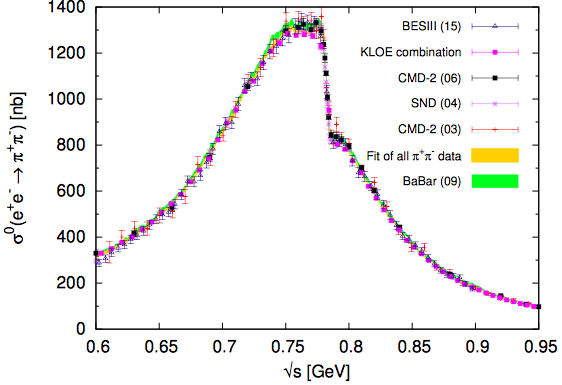 1400
1200
1000
800
600
400
200
0
0.6
0.65
0.7
0.75
0.8
0.85
0.9
0.95
σ⁰(e⁺e⁻ → π⁺π⁻) [nb]
√s [GeV]
BESIII (15)
KLOE combination
CMD-2 (06)
SND (04)
CMD-2 (03)
Fit of all π⁺π⁻ data
BaBar (09)